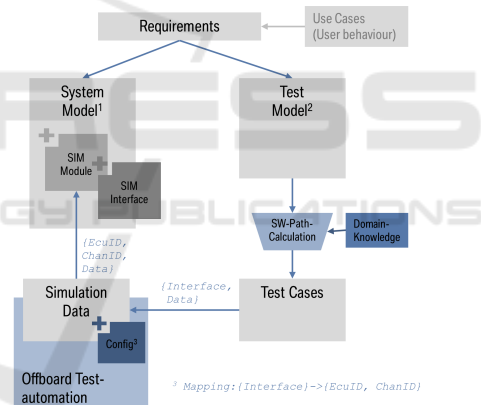 Requirements
Use Cases
(User behaviour)
System
Model1
Test
Model2
SIM
Module
SIM
Interface
SW-Path-
Calculation
Domain-
Knowledge
{EcuID,
ChanID,
Data}
{Interface,
Data}
Simulation
Data
Test Cases
Config3
Offboard Test-
automation
3 Mapping:{Interface}->{EcuID, ChanID}